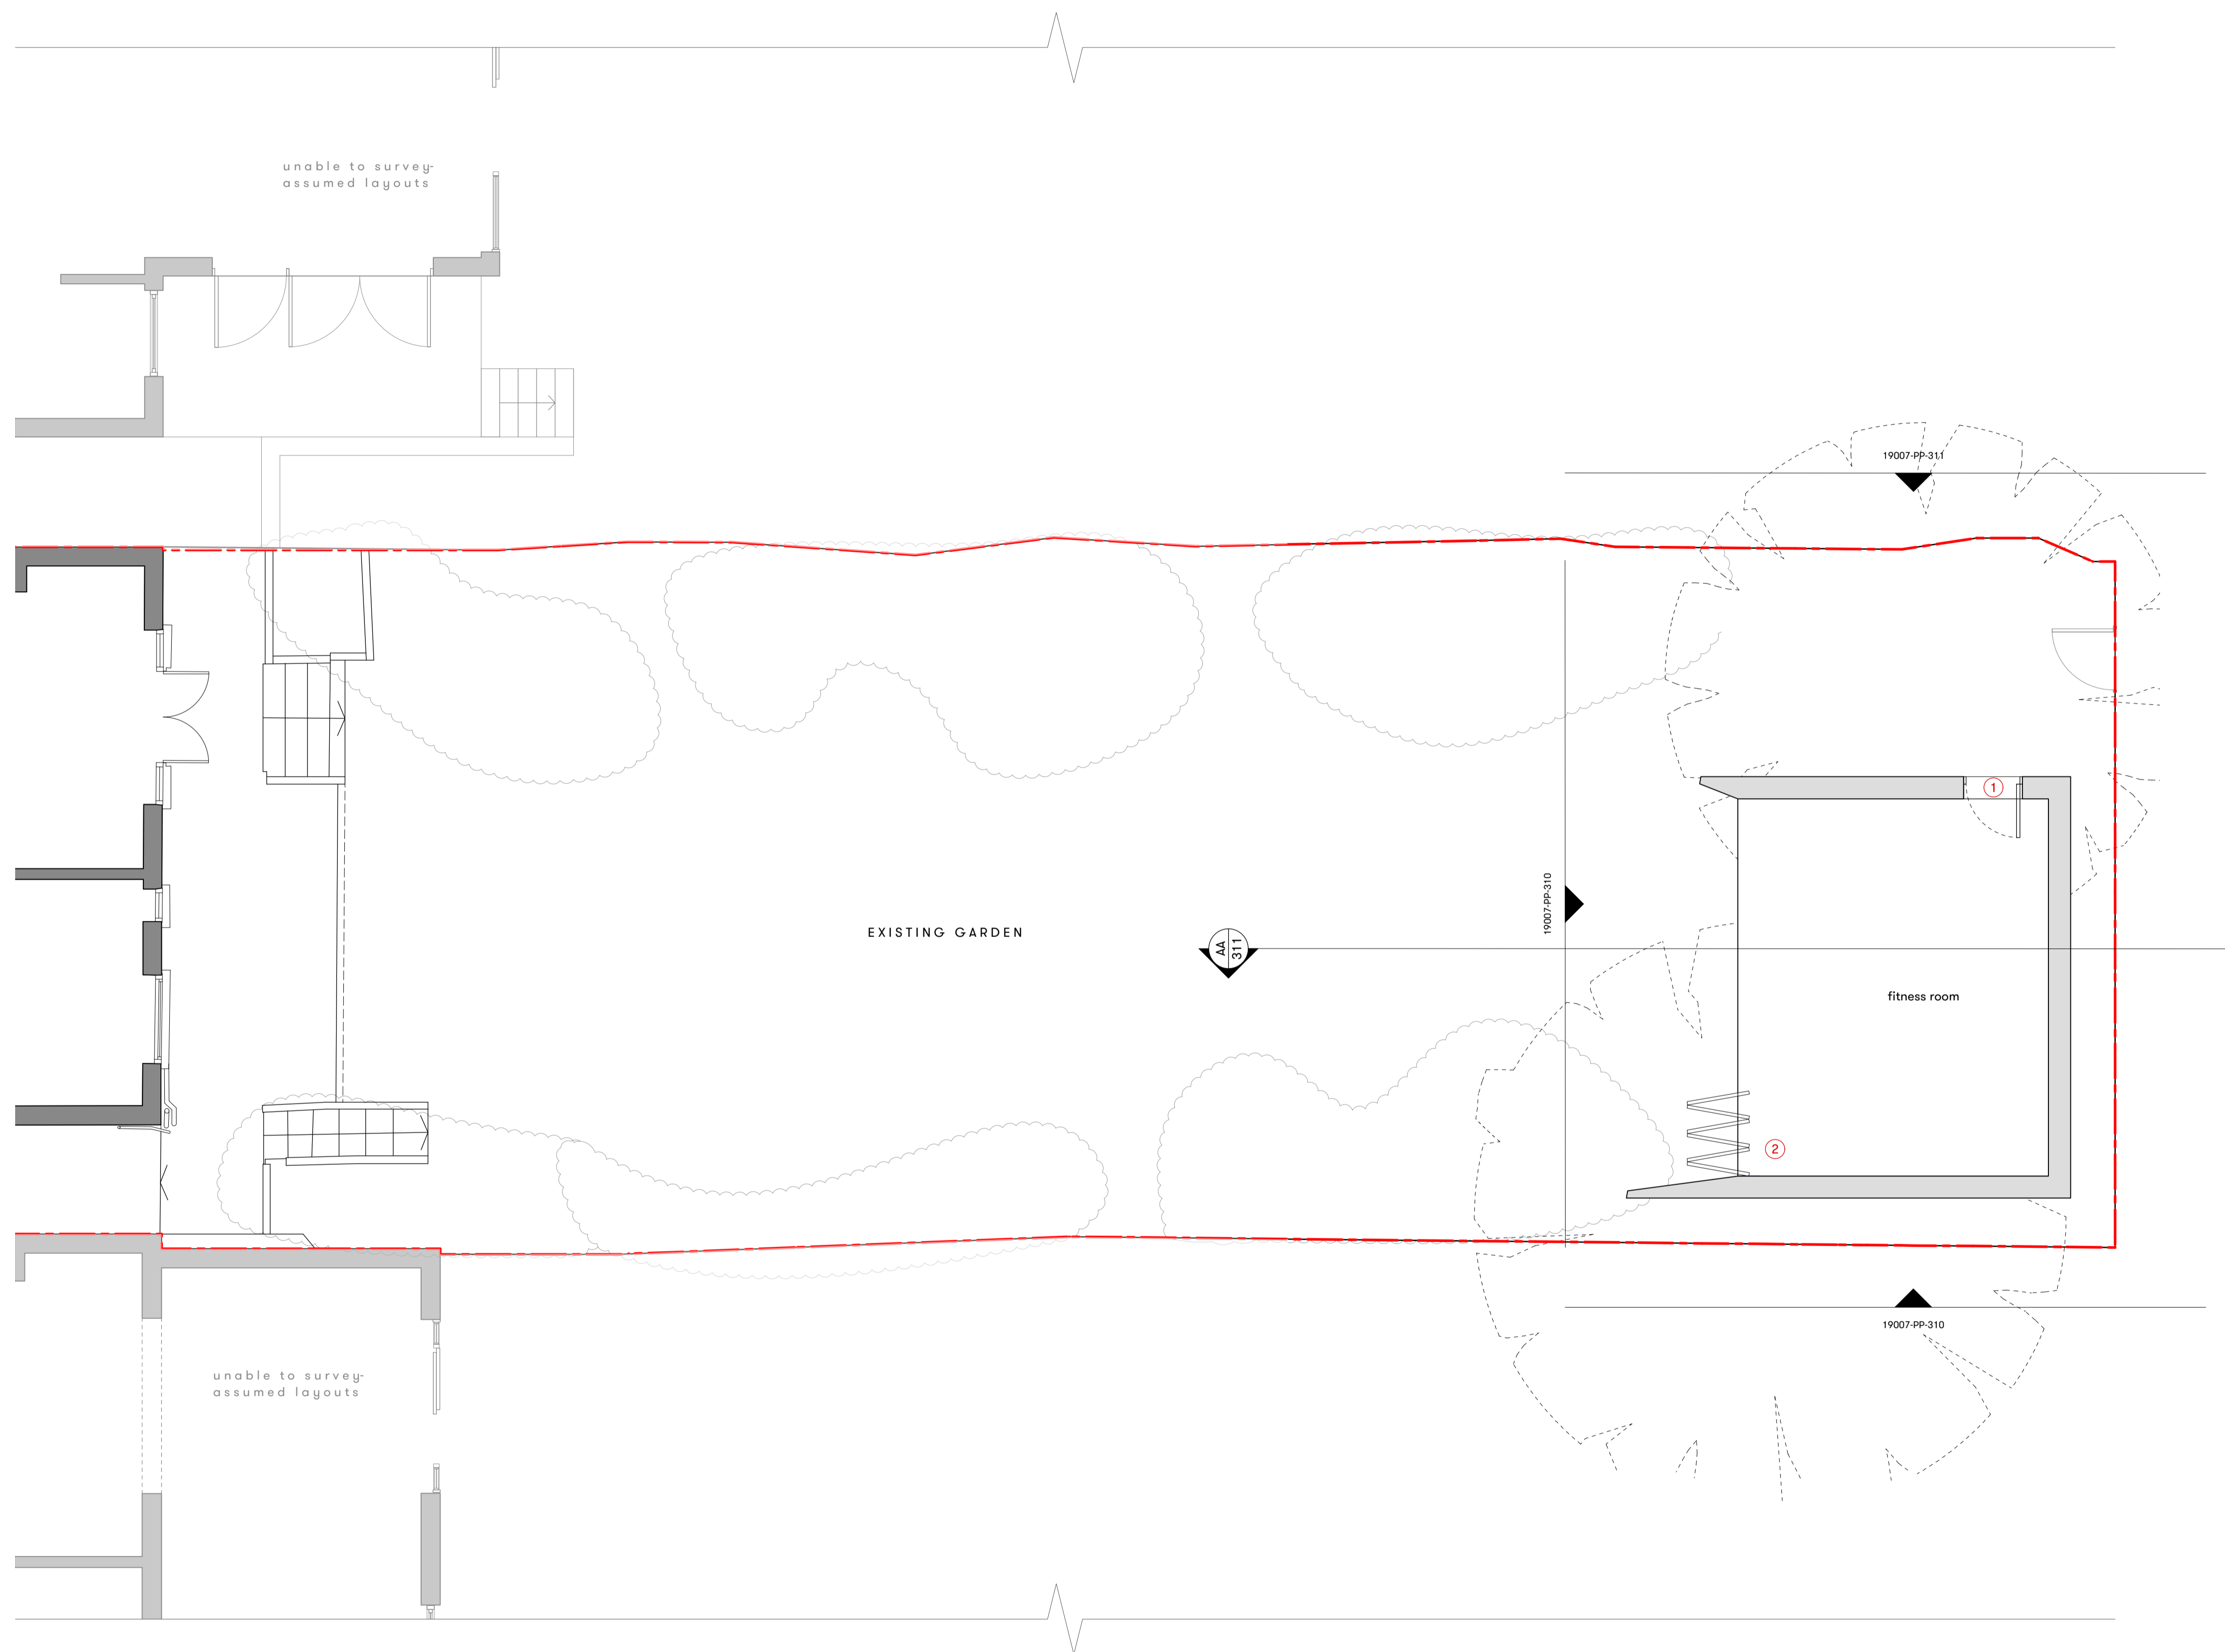 unable to survey-
assumed layouts
19007-PP-311
1
19007-PP-310
EXISTING GARDEN
AA
311
fitness room
2
19007-PP-310
unable to survey-
assumed layouts